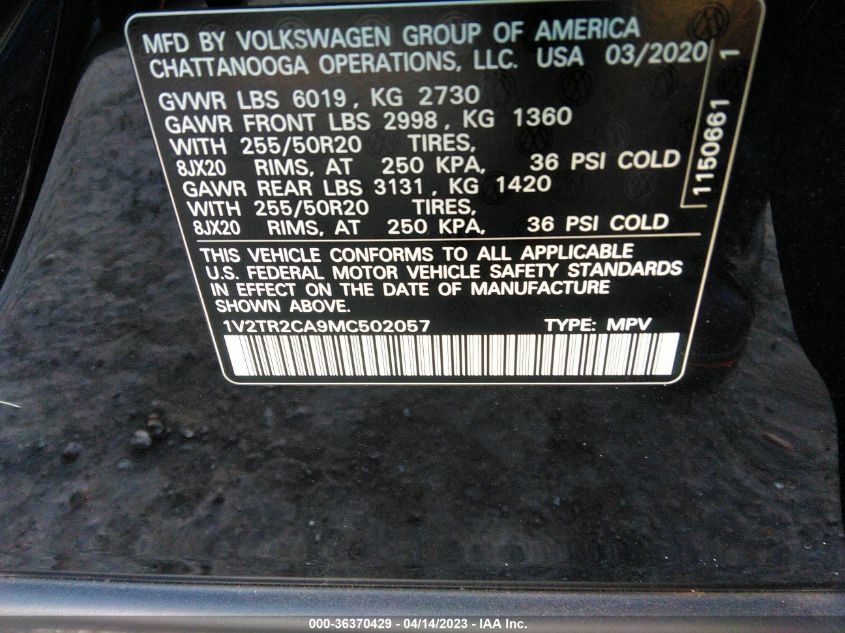 MFD BY VOLKSWAGEN GROUP OF AMERICA
CHATTANOOGA OPERATIONS, LLC. USA 03/2020
GVWR LBS 6019, KG 2730
GAWR FRONT LBS 2998, KG 1360
WITH 255/50R20 TIRES,
8JX20 RIMS, AT 250 KPA, 36 PSI COLD
GAWR REAR LBS 3131, KG 1420
WITH 255/50R20 TIRES,
8JX20 RIMS, AT 250 KPA, 36 PSI COLD
1150661 1
THIS VEHICLE CONFORMS TO ALL APPLICABLE
U.S. FEDERAL MOTOR VEHICLE SAFETY STANDARDS
IN EFFECT ON THE DATE OF MANUFACTURE
SHOWN ABOVE.
1V2TR2CA9MC502057 TYPE: MPV
000-36370429 - 04/14/2023 - IAA Inc.